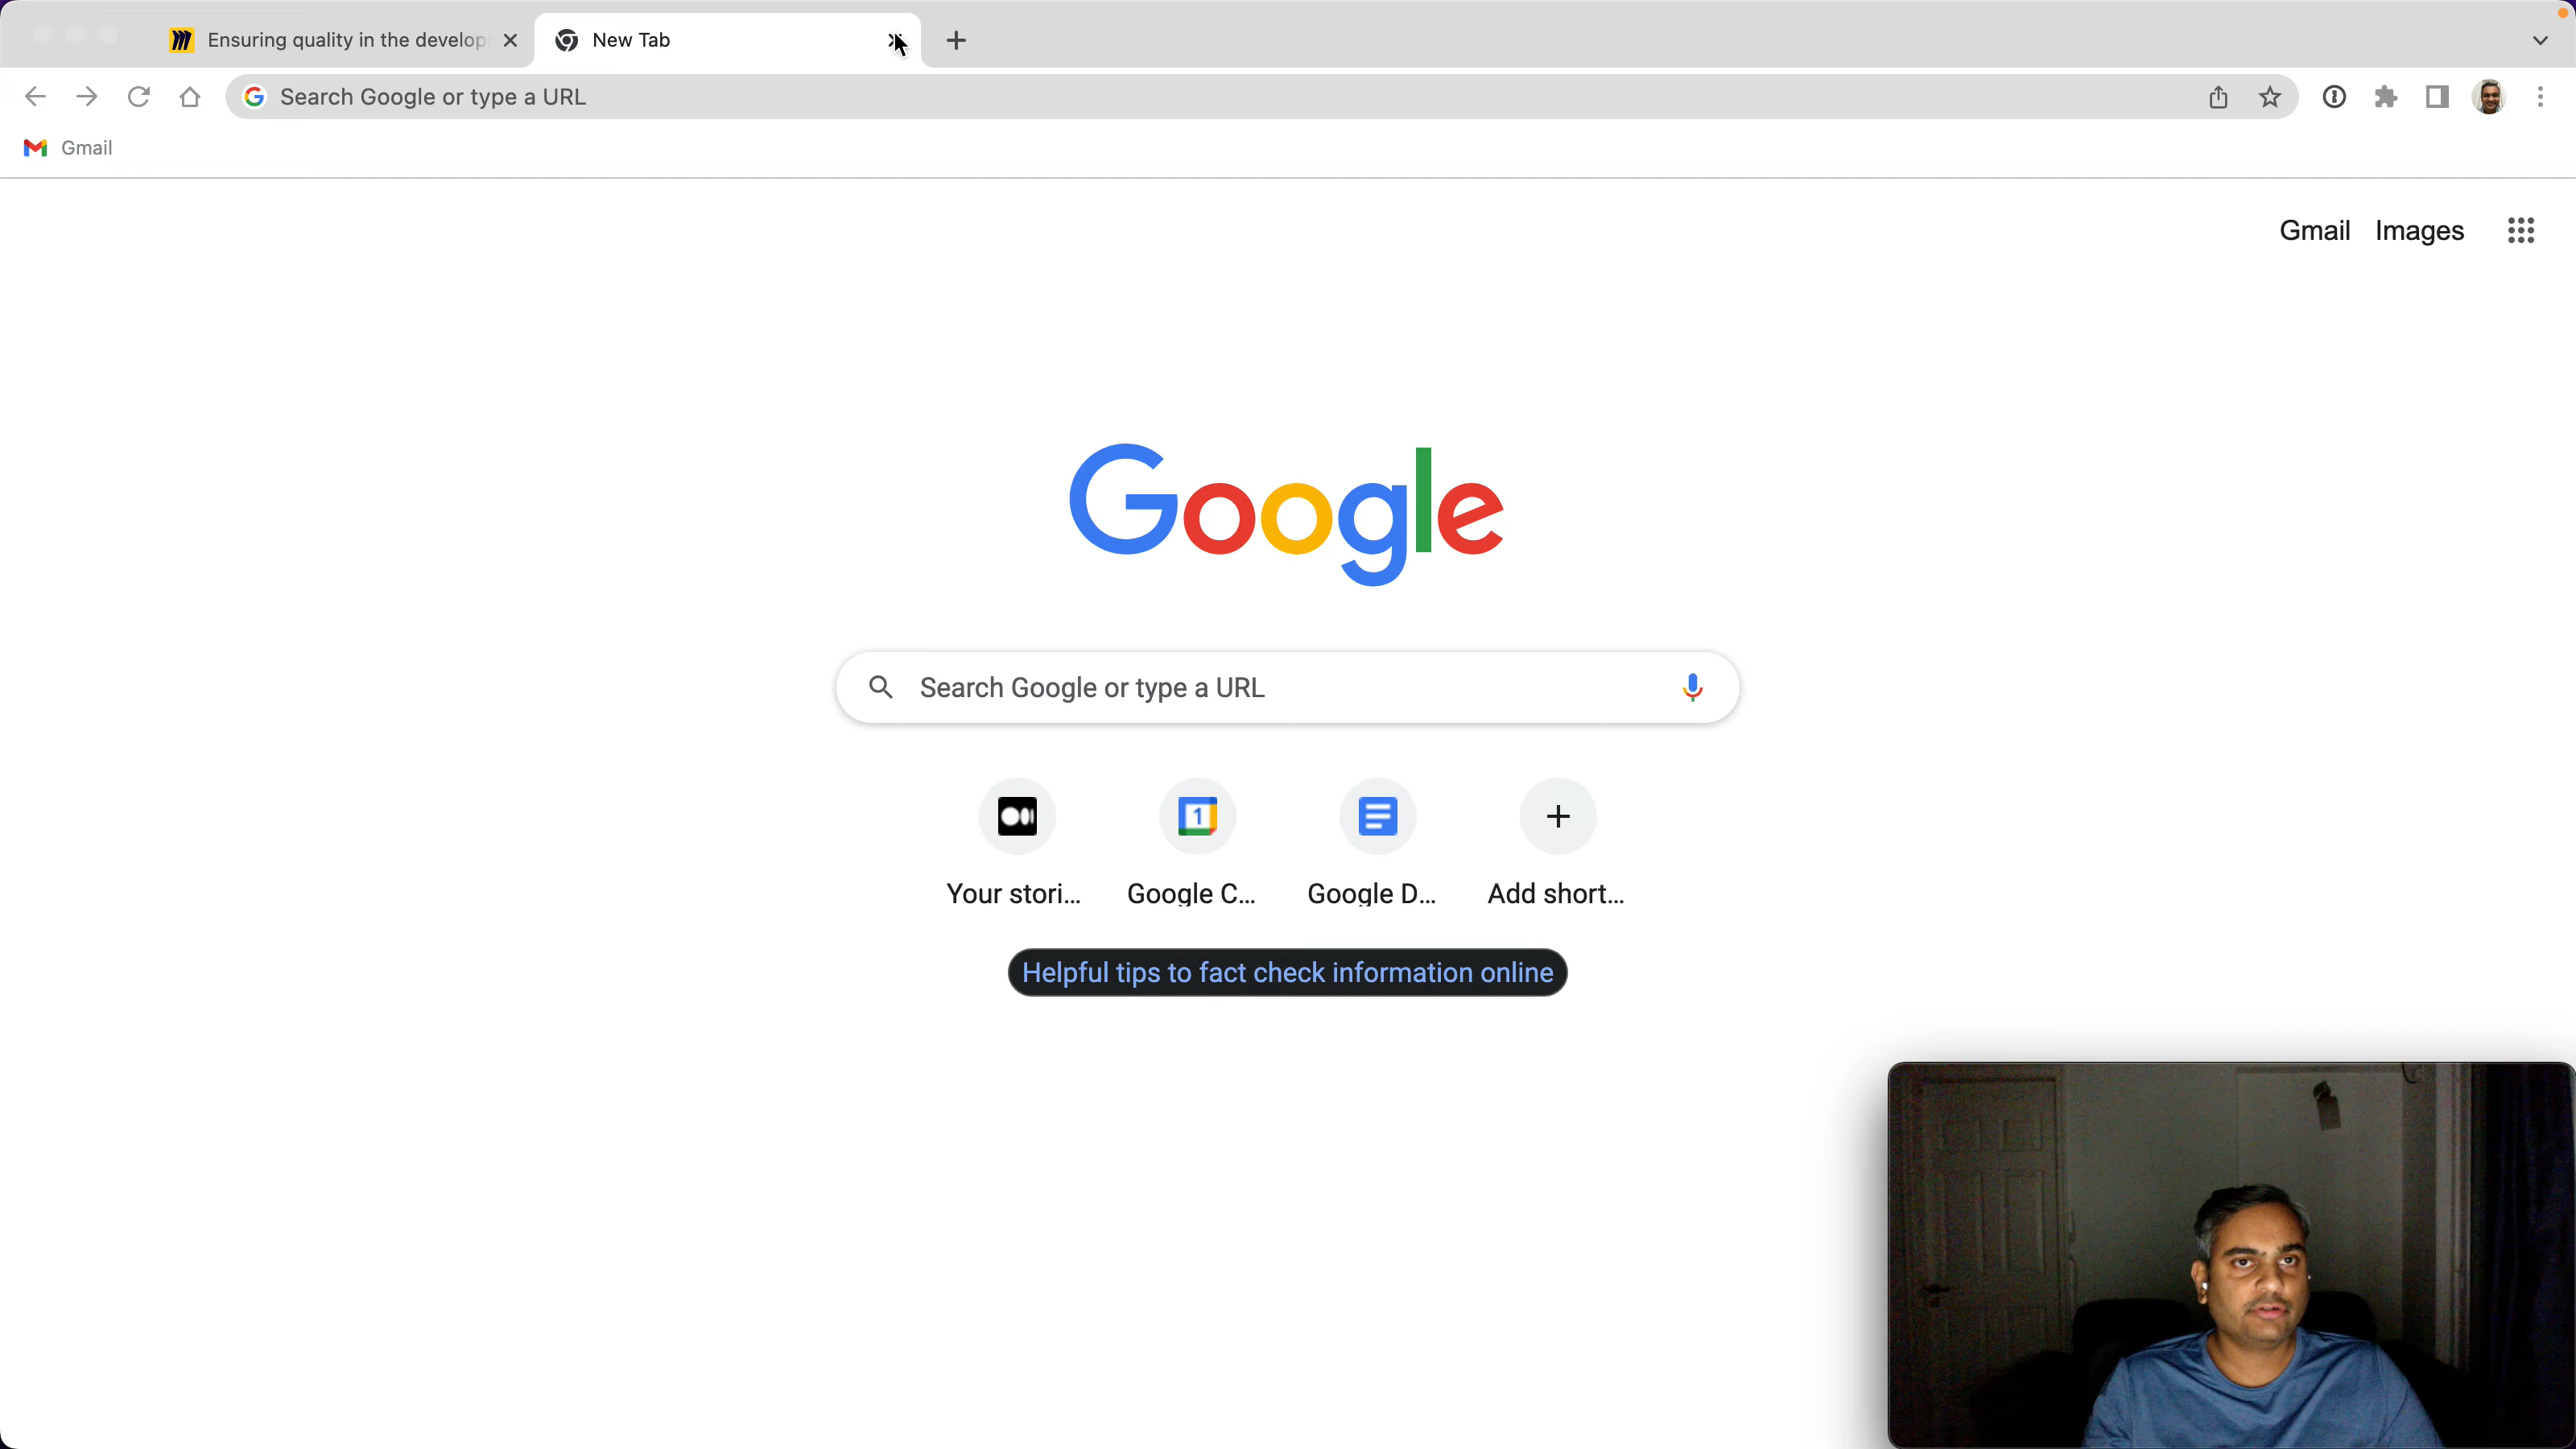 Ensuring quality in the develop
New Tab
Search Google or type a URL
Gmail
Gmail Images
Google
Search Google or type a URL
1
Your stori...
Google C...
Google D...
Add short...
Helpful tips to fact check information online